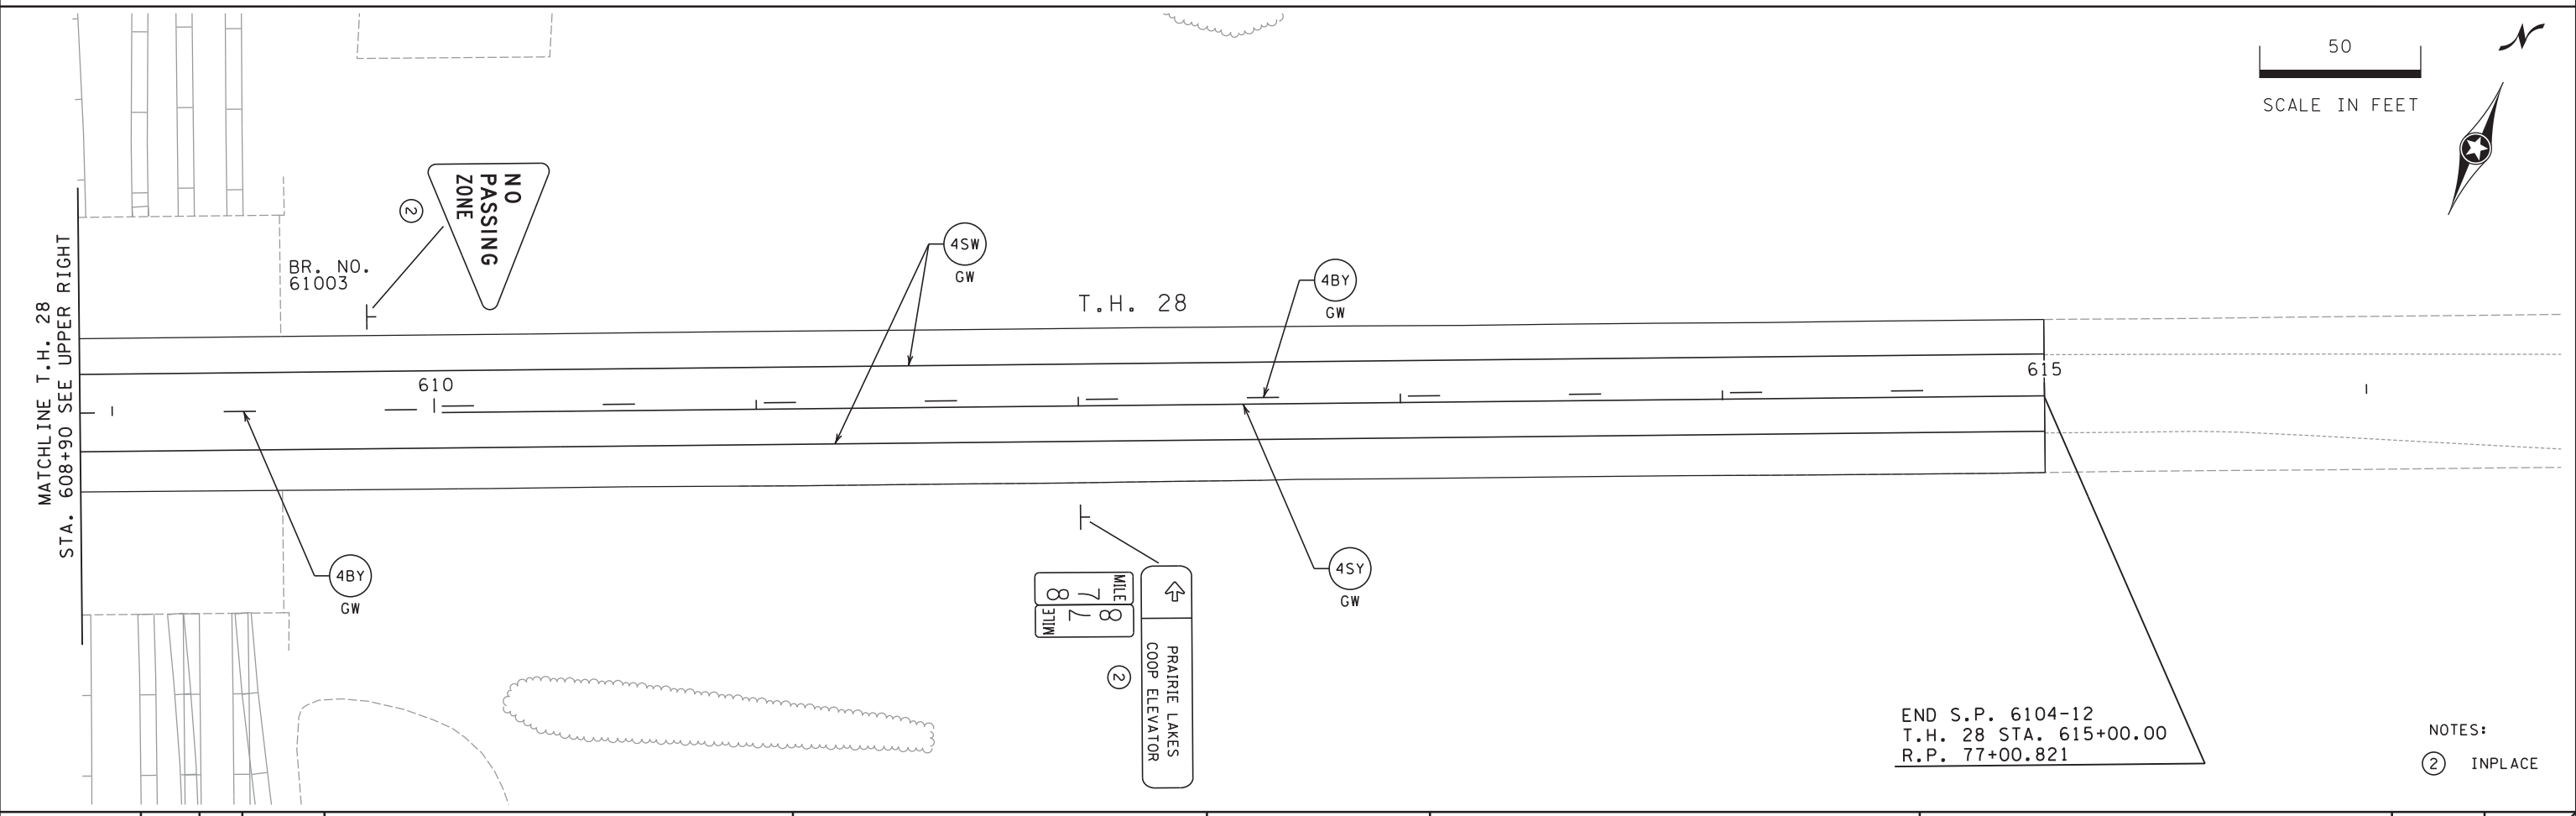 MATCHLINE T.H. 28
STA. 608+90 SEE UPPER RIGHT
BR. NO.
61003
2
NO
PASSING
ZONE
4SW
GW
T.H. 28
4BY
GW
50
SCALE IN FEET
N
610
615
4BY
GW
MILE
7
8
MILE
7
8
2
PRAIRIE LAKES
COOP ELEVATOR
4SY
GW
END S.P. 6104-12
T.H. 28 STA. 615+00.00
R.P. 77+00.821
NOTES:
2 INPLACE